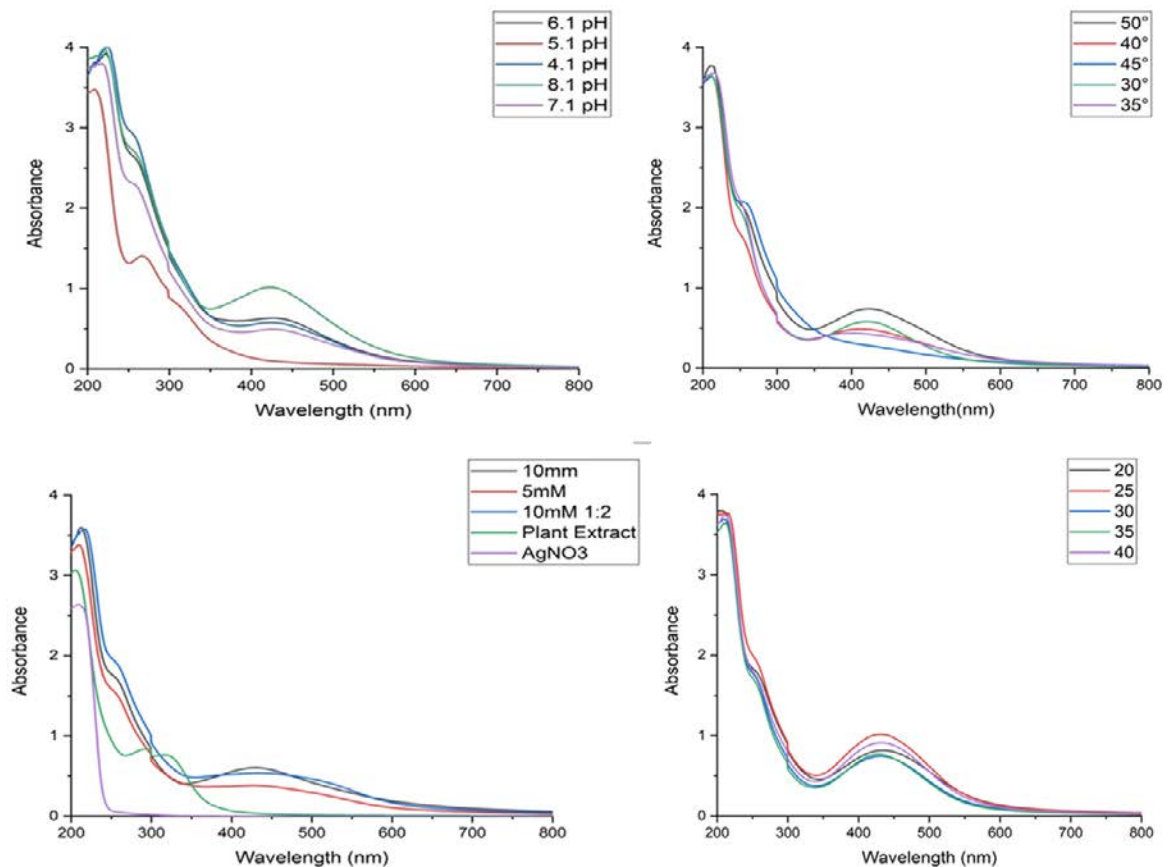 6.1 pH
5.1 pH
4.1 pH
8.1 pH
7.1 pH
4
3
2
1
0
Absorbance
200 300 400 500 600 700 800
Wavelength (nm)
50°
40°
45°
30°
35°
4
3
2
1
0
Absorbance
200 300 400 500 600 700 800
Wavelength(nm)
10mm
5mM
10mM 1:2
Plant Extract
AgNO3
4
3
2
1
0
Absorbance
200 300 400 500 600 700 800
Wavelength (nm)
20
25
30
35
40
4
3
2
1
0
Absorbance
200 300 400 500 600 700 800
Wavelength(nm)